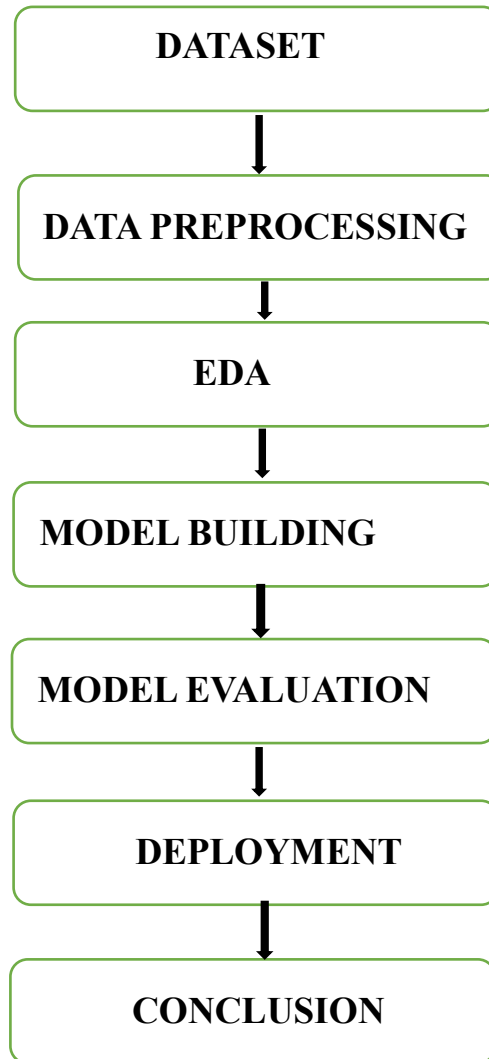 DATASET
DATA PREPROCESSING
EDA
MODEL BUILDING
MODEL EVALUATION
DEPLOYMENT
CONCLUSION